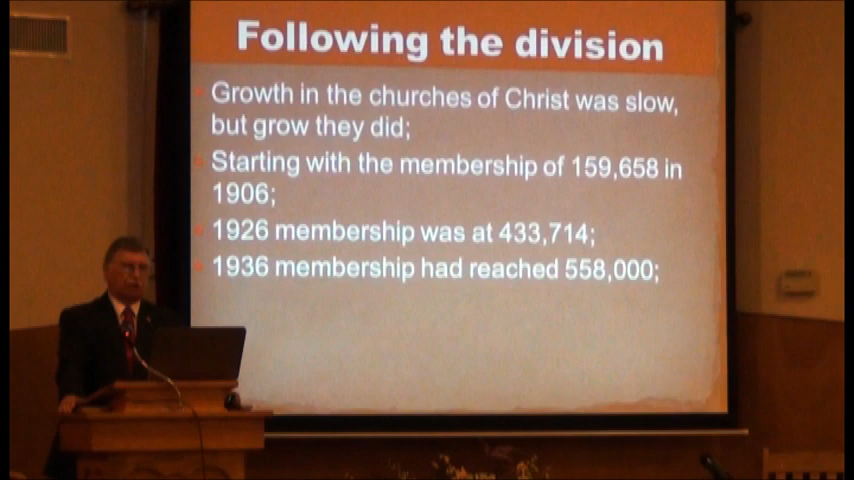 Following the division
Growth in the churches of Christ was slow,
but grow they did;
Starting with the membership of 159,658 in
1906;
1926 membership was at 433,714;
1936 membership had reached 558,000;